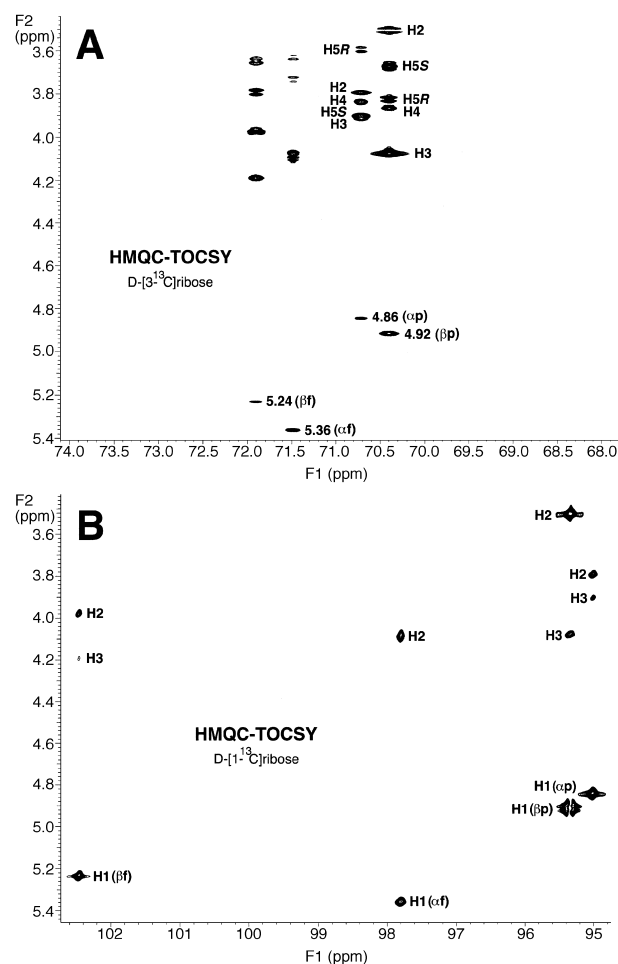 F2
(ppm)
A
3.6
3.8
4.0
4.2
4.4
4.6
4.8
5.0
5.2
5.4
H2
H5R
H5S
H2
H4
H5S
H3
H5R
H4
H3
HMQC-TOCSY
D-[3-13C]ribose
4.86 (αp)
4.92 (βp)
5.24 (βf)
5.36 (αf)
74.0 73.5 73.0 72.5 72.0 71.5 71.0 70.5 70.0 69.5 69.0 68.5 68.0
F1 (ppm)
F2
(ppm)
B
3.6
3.8
4.0
4.2
4.4
4.6
4.8
5.0
5.2
5.4
H2
H2
H3
H2
H3
H2
H3
HMQC-TOCSY
D-[1-13C]ribose
H1(αp)
H1(βp)
H1(βf)
H1(αf)
102 101 100 99 98 97 96 95
F1 (ppm)